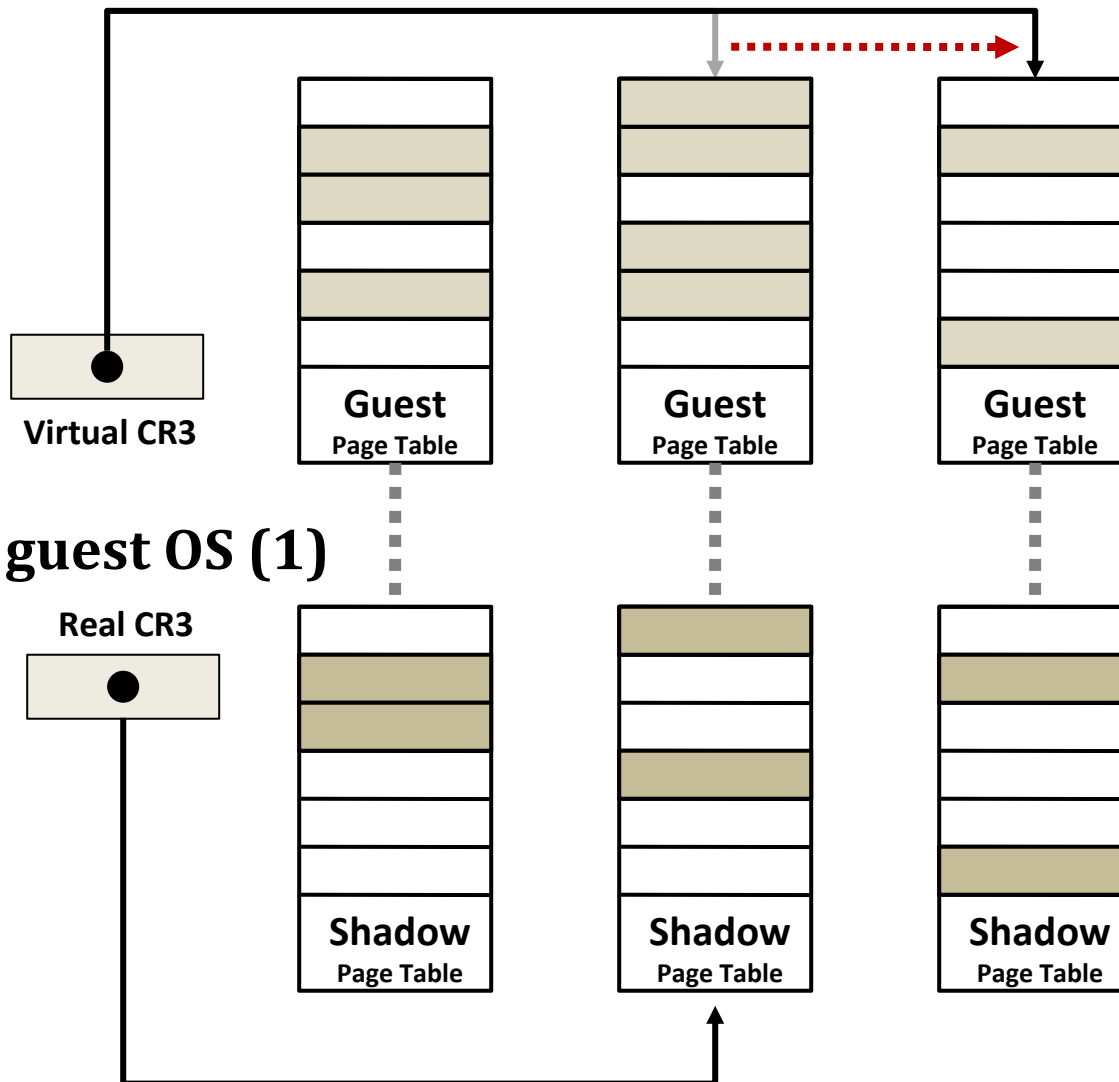 Virtual CR3
Guest
Page Table
Guest
Page Table
Guest
Page Table
guest OS (1)
Real CR3
Shadow
Page Table
Shadow
Page Table
Shadow
Page Table